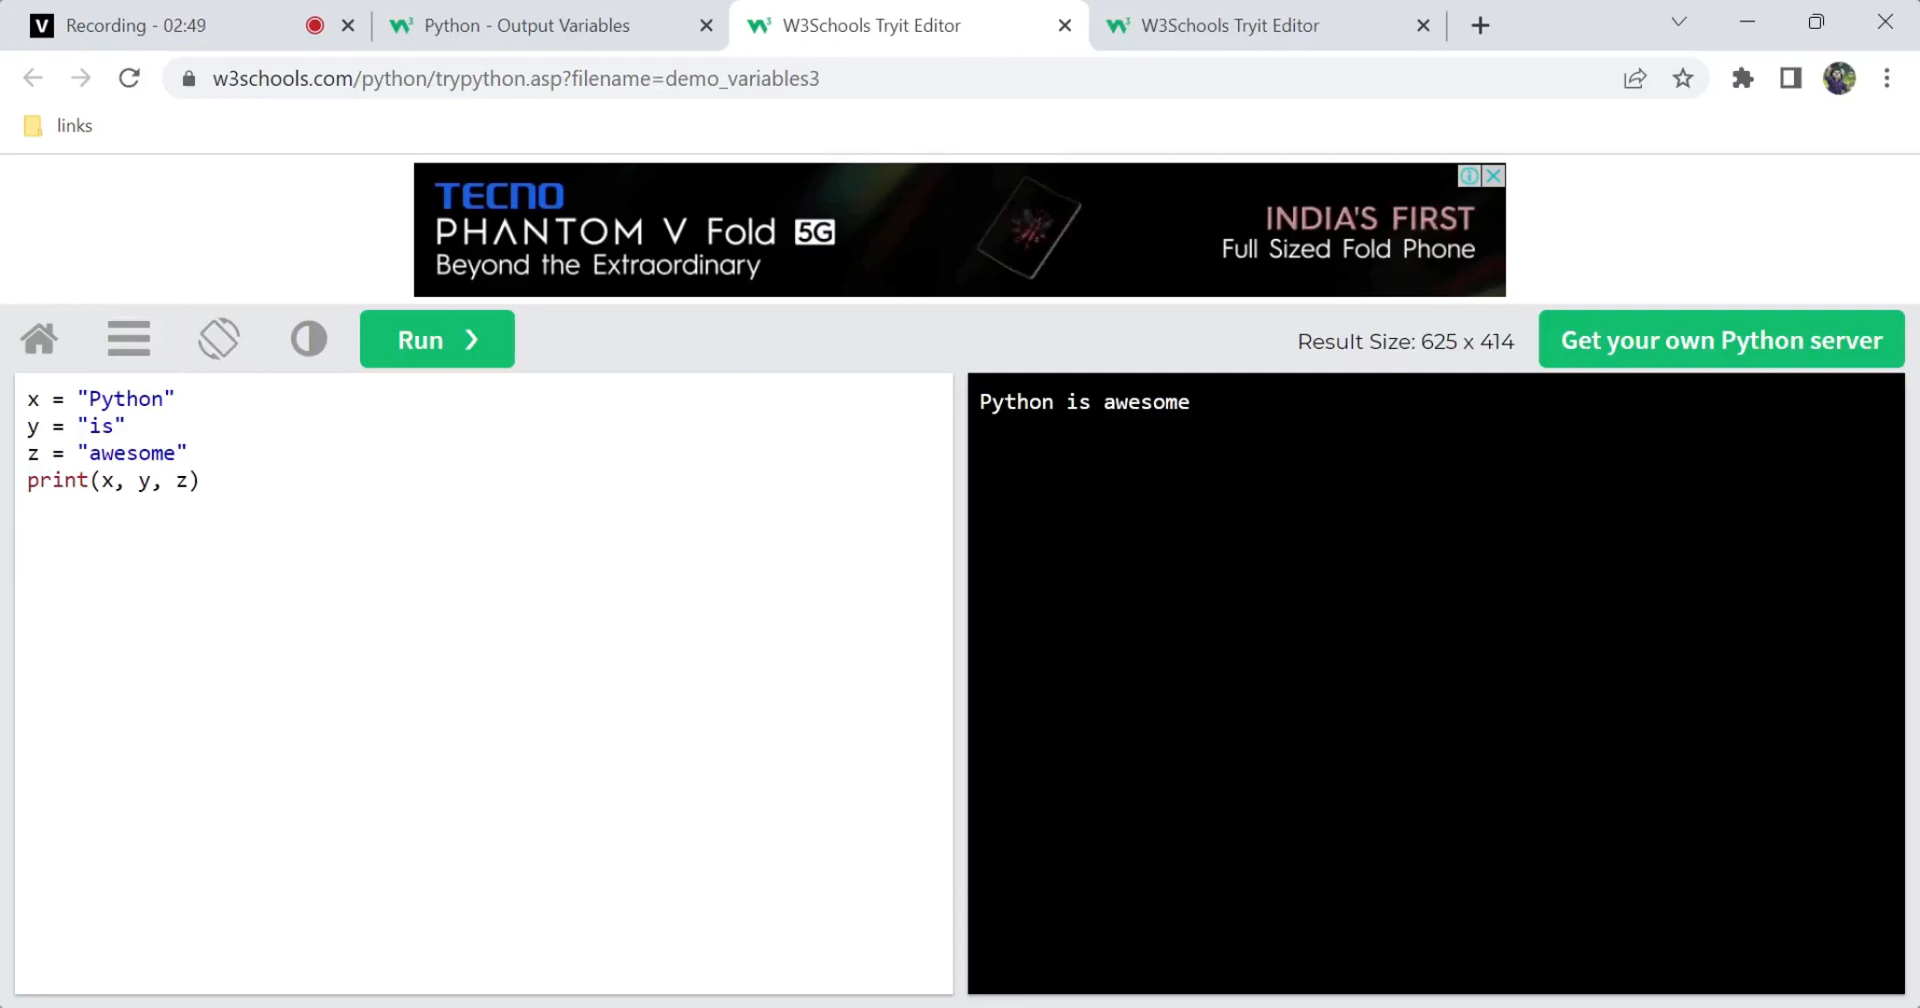 Recording - 02:49
Python - Output Variables
W3Schools Tryit Editor
W3Schools Tryit Editor
w3schools.com/python/trypython.asp?filename=demo_variables3
links
TECNO
PHANTOM V Fold 5G
Beyond the Extraordinary
INDIA'S FIRST
Full Sized Fold Phone
Run ❯
Result Size: 625 x 414
Get your own Python server
x = "Python"
y = "is"
z = "awesome"
print(x, y, z)
Python is awesome